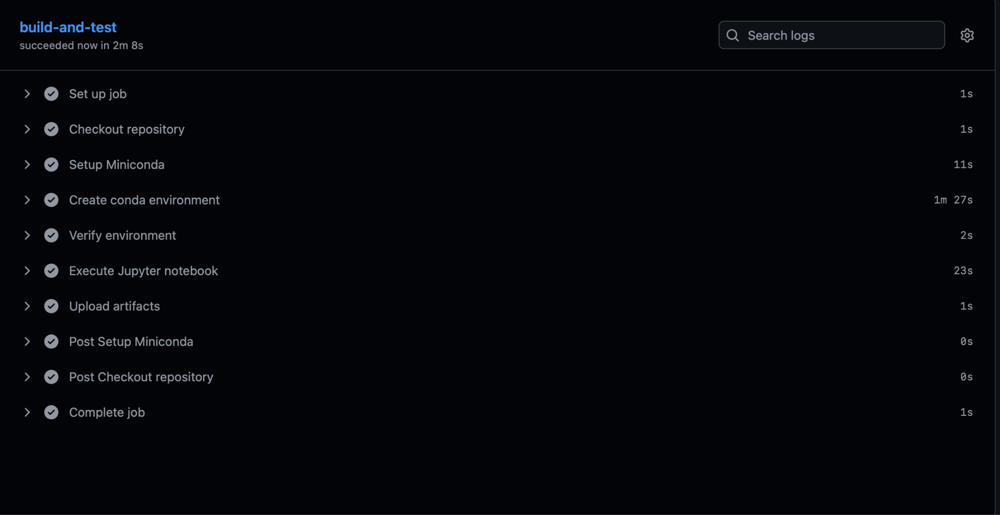 build-and-test
succeeded now in 2m 8s
Search logs
Set up job 1s
Checkout repository 1s
Setup Miniconda 11s
Create conda environment 1m 27s
Verify environment 2s
Execute Jupyter notebook 23s
Upload artifacts 1s
Post Setup Miniconda 0s
Post Checkout repository 0s
Complete job 1s